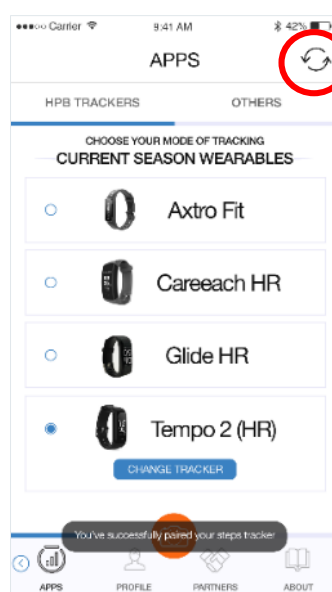 Carrier 9:41 AM 42%
APPS
HPB TRACKERS OTHERS
CHOOSE YOUR MODE OF TRACKING
CURRENT SEASON WEARABLES
Axtro Fit
Careeach HR
Glide HR
Tempo 2 (HR)
CHANGE TRACKER
You've successfully paired your steps tracker
APPS PROFILE PARTNERS ABOUT